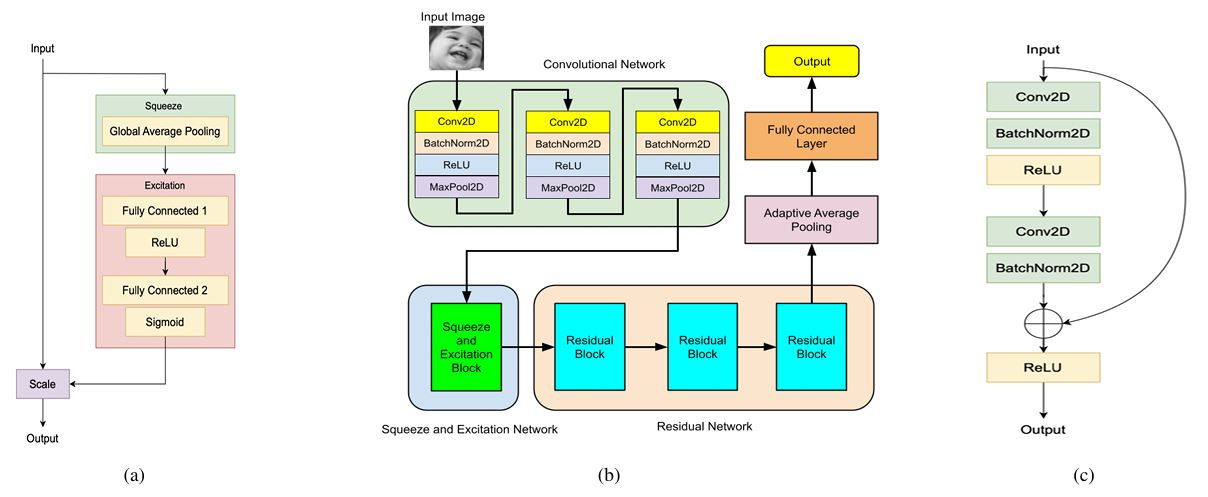 Input
Squeeze
Global Average Pooling
Excitation
Fully Connected 1
ReLU
Fully Connected 2
Sigmoid
Scale
Output
(a)
Input Image
Convolutional Network
Conv2D
BatchNorm2D
ReLU
MaxPool2D
Conv2D
BatchNorm2D
ReLU
MaxPool2D
Conv2D
BatchNorm2D
ReLU
MaxPool2D
Squeeze
and
Excitation
Block
Squeeze and Excitation Network
Residual
Block
Residual
Block
Residual
Block
Residual Network
Adaptive Average
Pooling
Fully Connected
Layer
Output
(b)
Input
Conv2D
BatchNorm2D
ReLU
Conv2D
BatchNorm2D
ReLU
Output
(c)